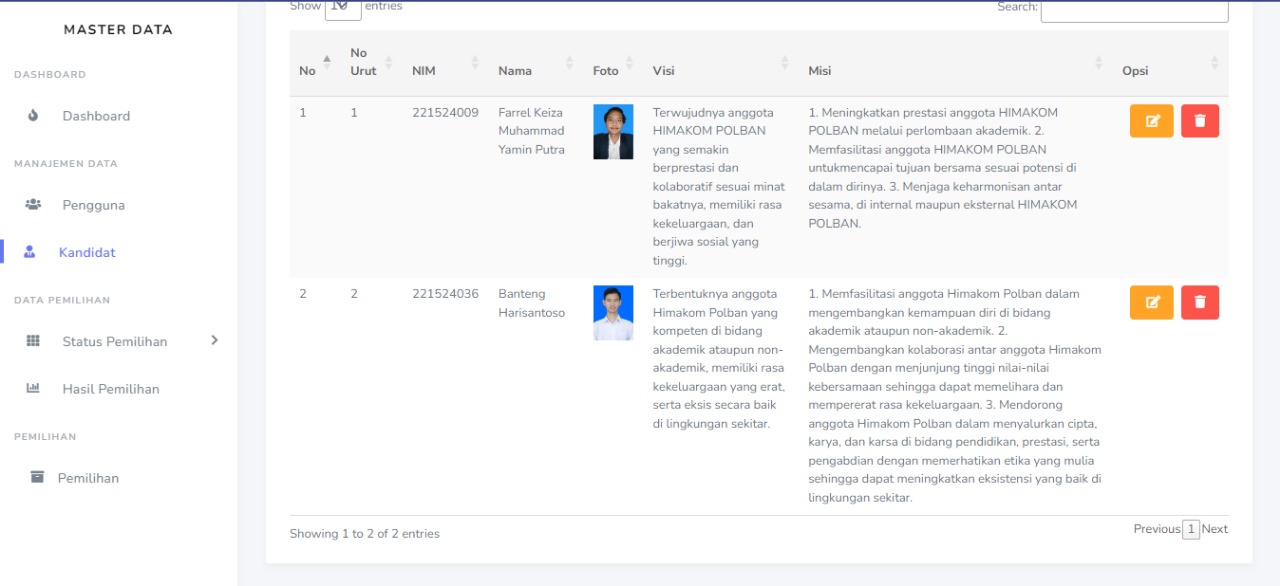 Show 10 entries
Search:
MASTER DATA
DASHBOARD
Dashboard
MANAJEMEN DATA
Pengguna
Kandidat
DATA PEMILIHAN
Status Pemilihan
Hasil Pemilihan
PEMILIHAN
Pemilihan
No
No
Urut
NIM
Nama
Foto
Visi
Misi
Opsi
1
1
221524009
Farrel Keiza
Muhammad
Yamin Putra
Terwujudnya anggota
HIMAKOM POLBAN
yang semakin
berprestasi dan
kolaboratif sesuai minat
bakatnya, memiliki rasa
kekeluargaan, dan
berjiwa sosial yang
tinggi.
1. Meningkatkan prestasi anggota HIMAKOM
POLBAN melalui perlombaan akademik. 2.
Memfasilitasi anggota HIMAKOM POLBAN
untukmencapai tujuan bersama sesuai potensi di
dalam dirinya. 3. Menjaga keharmonisan antar
sesama, di internal maupun eksternal HIMAKOM
POLBAN.
2
2
221524036
Banteng
Harisantoso
Terbentuknya anggota
Himakom Polban yang
kompeten di bidang
akademik ataupun non-
akademik, memiliki rasa
kekeluargaan yang erat,
serta eksis secara baik
di lingkungan sekitar.
1. Memfasilitasi anggota Himakom Polban dalam
mengembangkan kemampuan diri di bidang
akademik ataupun non-akademik. 2.
Mengembangkan kolaborasi antar anggota Himakom
Polban dengan menjunjung tinggi nilai-nilai
kebersamaan sehingga dapat memelihara dan
mempererat rasa kekeluargaan. 3. Mendorong
anggota Himakom Polban dalam menyalurkan cipta,
karya, dan karsa di bidang pendidikan, prestasi, serta
pengabdian dengan memerhatikan etika yang mulia
sehingga dapat meningkatkan eksistensi yang baik di
lingkungan sekitar.
Showing 1 to 2 of 2 entries
Previous 1 Next